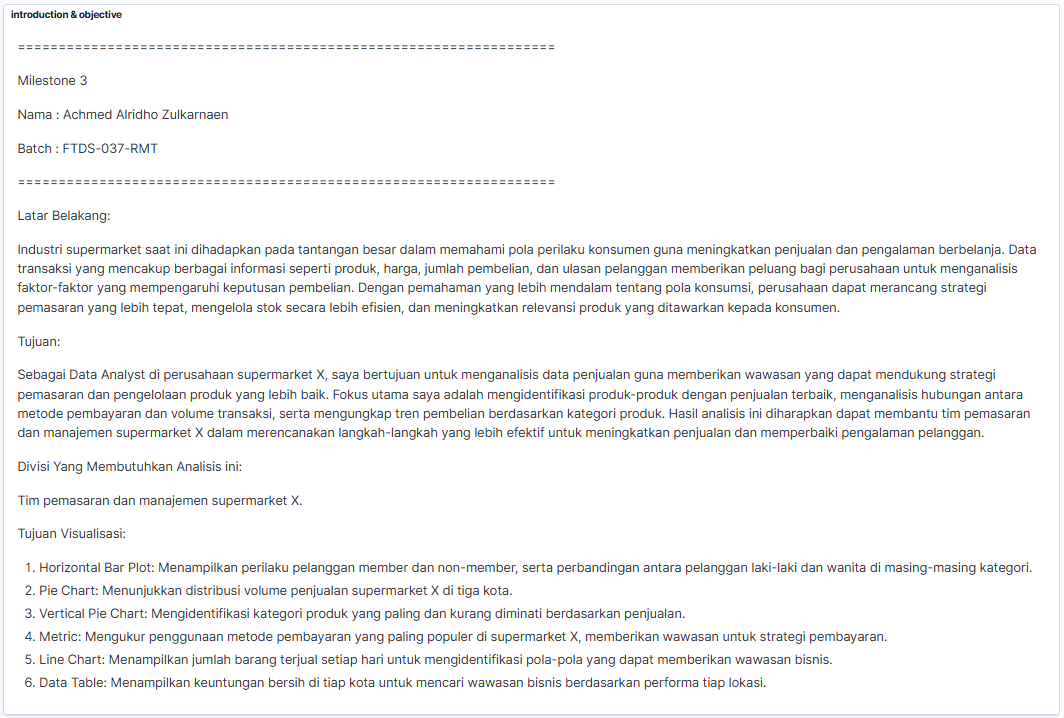 introduction & objective
==================================================================
Milestone 3
Nama : Achmed Alridho Zulkarnaen
Batch : FTDS-037-RMT
==================================================================
Latar Belakang:
Industri supermarket saat ini dihadapkan pada tantangan besar dalam memahami pola perilaku konsumen guna meningkatkan penjualan dan pengalaman berbelanja. Data
transaksi yang mencakup berbagai informasi seperti produk, harga, jumlah pembelian, dan ulasan pelanggan memberikan peluang bagi perusahaan untuk menganalisis
faktor-faktor yang mempengaruhi keputusan pembelian. Dengan pemahaman yang lebih mendalam tentang pola konsumsi, perusahaan dapat merancang strategi
pemasaran yang lebih tepat, mengelola stok secara lebih efisien, dan meningkatkan relevansi produk yang ditawarkan kepada konsumen.
Tujuan:
Sebagai Data Analyst di perusahaan supermarket X, saya bertujuan untuk menganalisis data penjualan guna memberikan wawasan yang dapat mendukung strategi
pemasaran dan pengelolaan produk yang lebih baik. Fokus utama saya adalah mengidentifikasi produk-produk dengan penjualan terbaik, menganalisis hubungan antara
metode pembayaran dan volume transaksi, serta mengungkap tren pembelian berdasarkan kategori produk. Hasil analisis ini diharapkan dapat membantu tim pemasaran
dan manajemen supermarket X dalam merencanakan langkah-langkah yang lebih efektif untuk meningkatkan penjualan dan memperbaiki pengalaman pelanggan.
Divisi Yang Membutuhkan Analisis ini:
Tim pemasaran dan manajemen supermarket X.
Tujuan Visualisasi:
1. Horizontal Bar Plot: Menampilkan perilaku pelanggan member dan non-member, serta perbandingan antara pelanggan laki-laki dan wanita di masing-masing kategori.
2. Pie Chart: Menunjukkan distribusi volume penjualan supermarket X di tiga kota.
3. Vertical Pie Chart: Mengidentifikasi kategori produk yang paling dan kurang diminati berdasarkan penjualan.
4. Metric: Mengukur penggunaan metode pembayaran yang paling populer di supermarket X, memberikan wawasan untuk strategi pembayaran.
5. Line Chart: Menampilkan jumlah barang terjual setiap hari untuk mengidentifikasi pola-pola yang dapat memberikan wawasan bisnis.
6. Data Table: Menampilkan keuntungan bersih di tiap kota untuk mencari wawasan bisnis berdasarkan performa tiap lokasi.